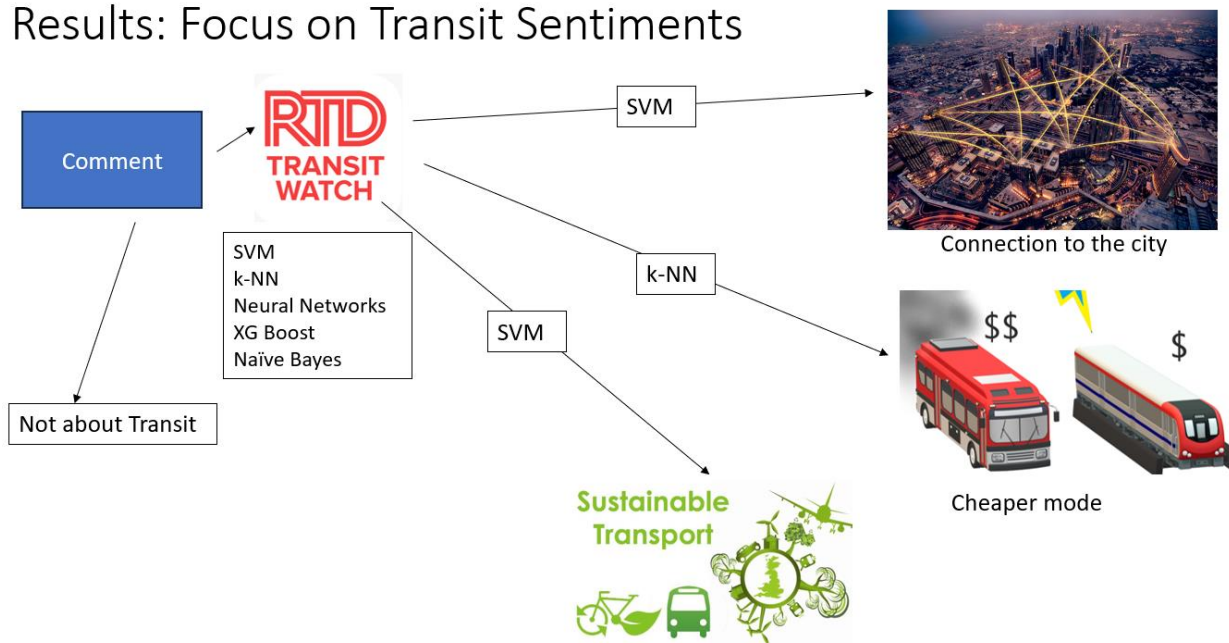 Results: Focus on Transit Sentiments
Comment
RTD
TRANSIT
WATCH
SVM
k-NN
Neural Networks
XG Boost
Naïve Bayes
Not about Transit
SVM
k-NN
SVM
Connection to the city
$$
$
Cheaper mode
Sustainable
Transport